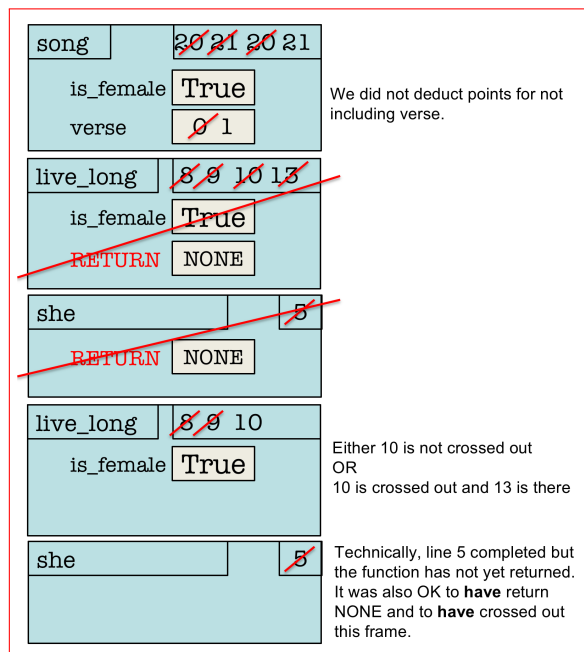 song 20 21 20 21
is_female True
verse 0 1
We did not deduct points for not
including verse.
live_long 8 9 10 13
is_female True
RETURN NONE
she 5
RETURN NONE
live_long 8 9 10
is_female True
Either 10 is not crossed out
OR
10 is crossed out and 13 is there
she 5
Technically, line 5 completed but
the function has not yet returned.
It was also OK to have return
NONE and to have crossed out
this frame.